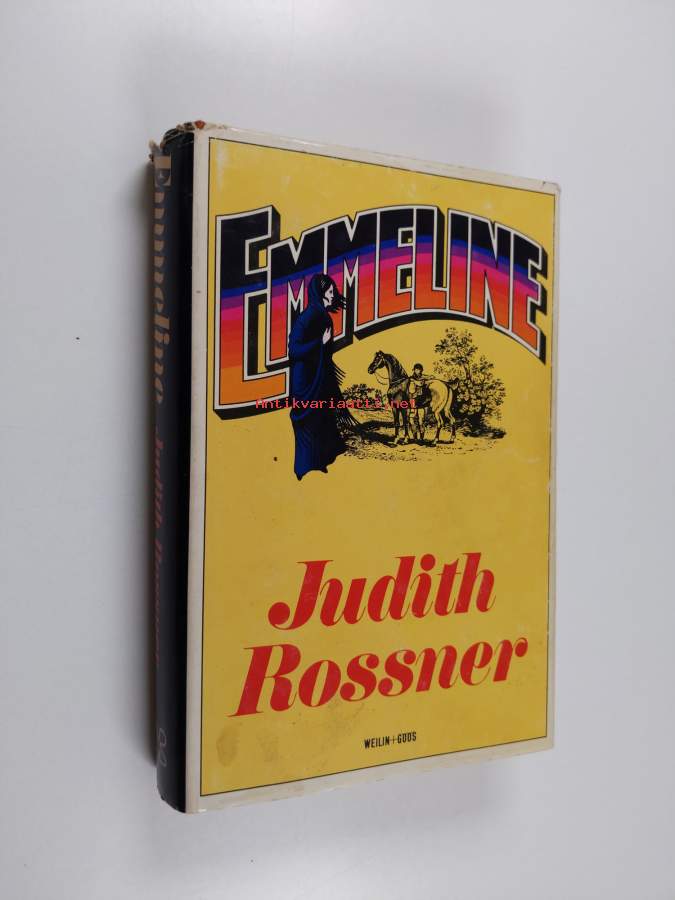 EMMELINE
Antikvariaatti.net
Judith
Rossner
WEILIN+GÖÖS
Emmeline Judith Rossner